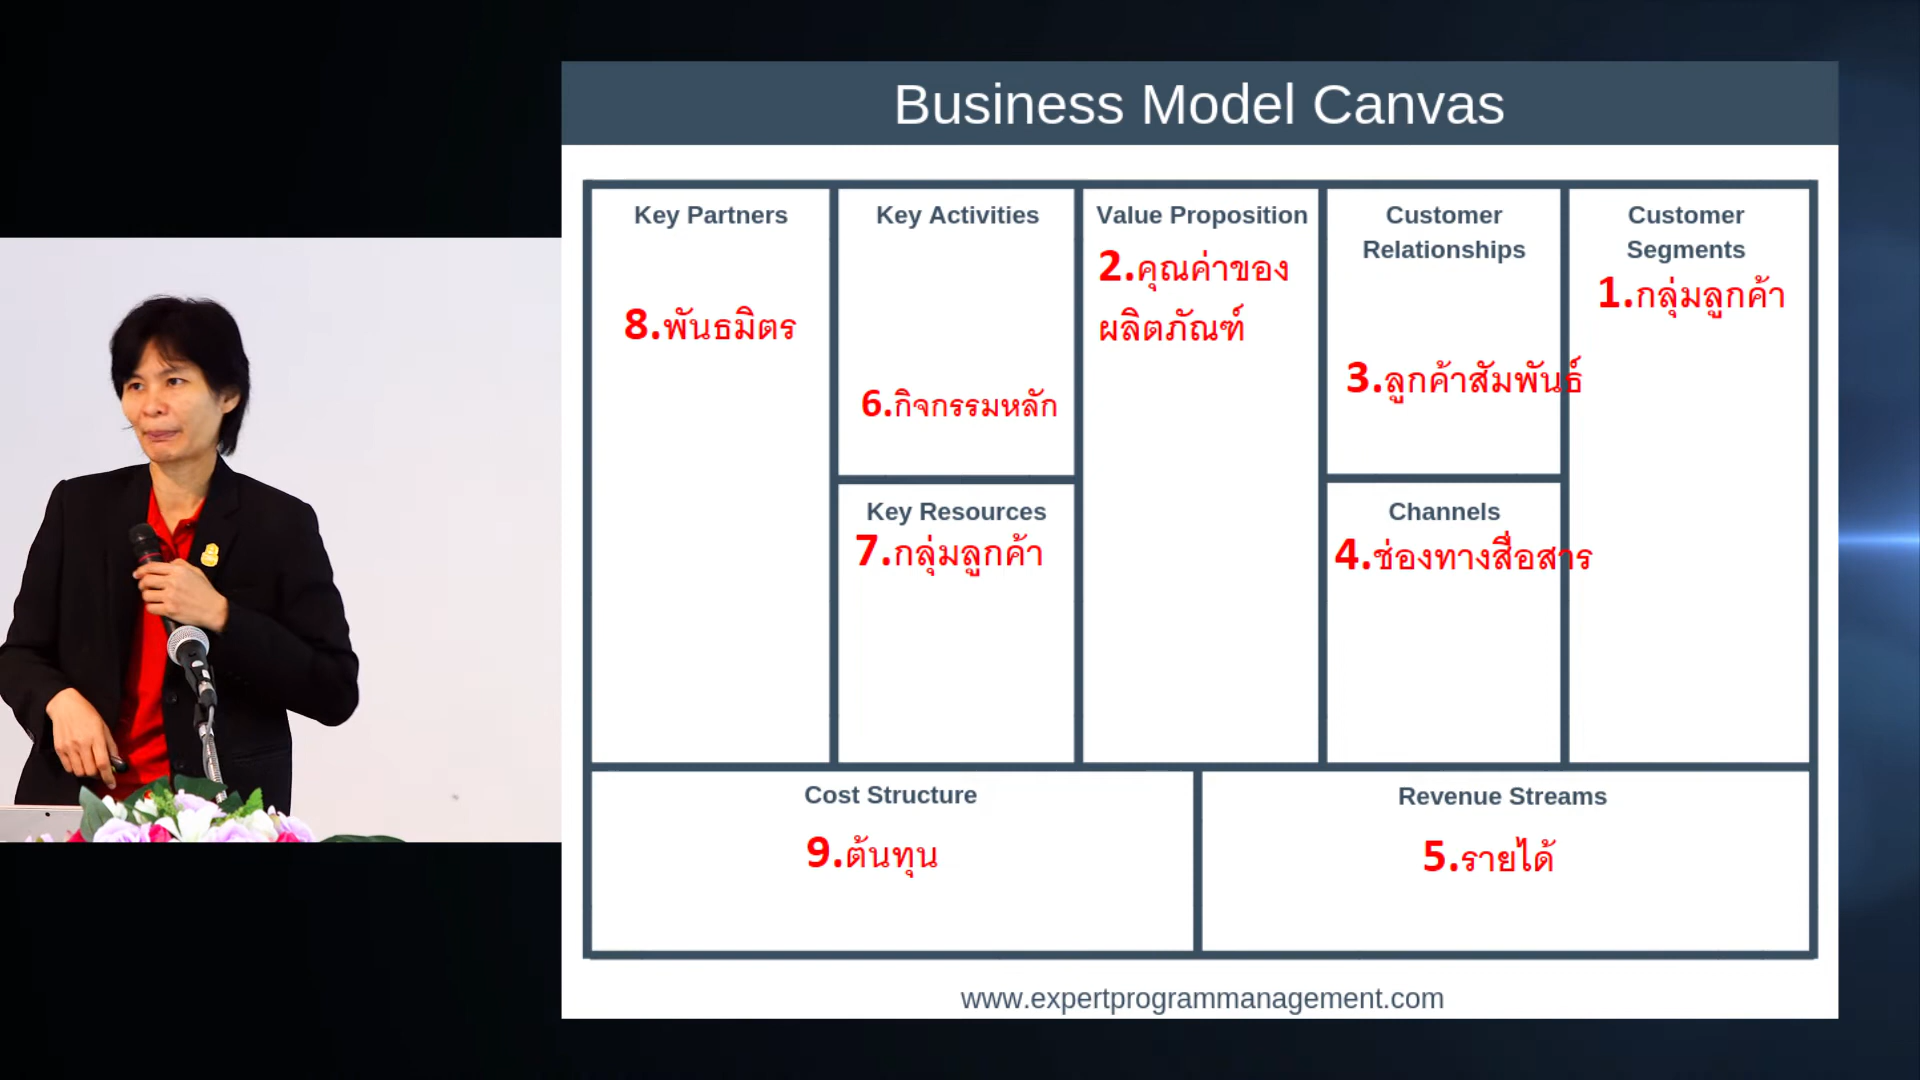 Business Model Canvas
Key Partners
8.พันธมิตร
Key Activities
6.กิจกรรมหลัก
Key Resources
7.กลุ่มลูกค้า
Value Proposition
2.คุณค่าของ
ผลิตภัณฑ์
Customer
Relationships
3.ลูกค้าสัมพันธ์
Channels
4.ช่องทางสื่อสาร
Customer
Segments
1.กลุ่มลูกค้า
Cost Structure
9.ต้นทุน
Revenue Streams
5.รายได้
www.expertprogrammanagement.com